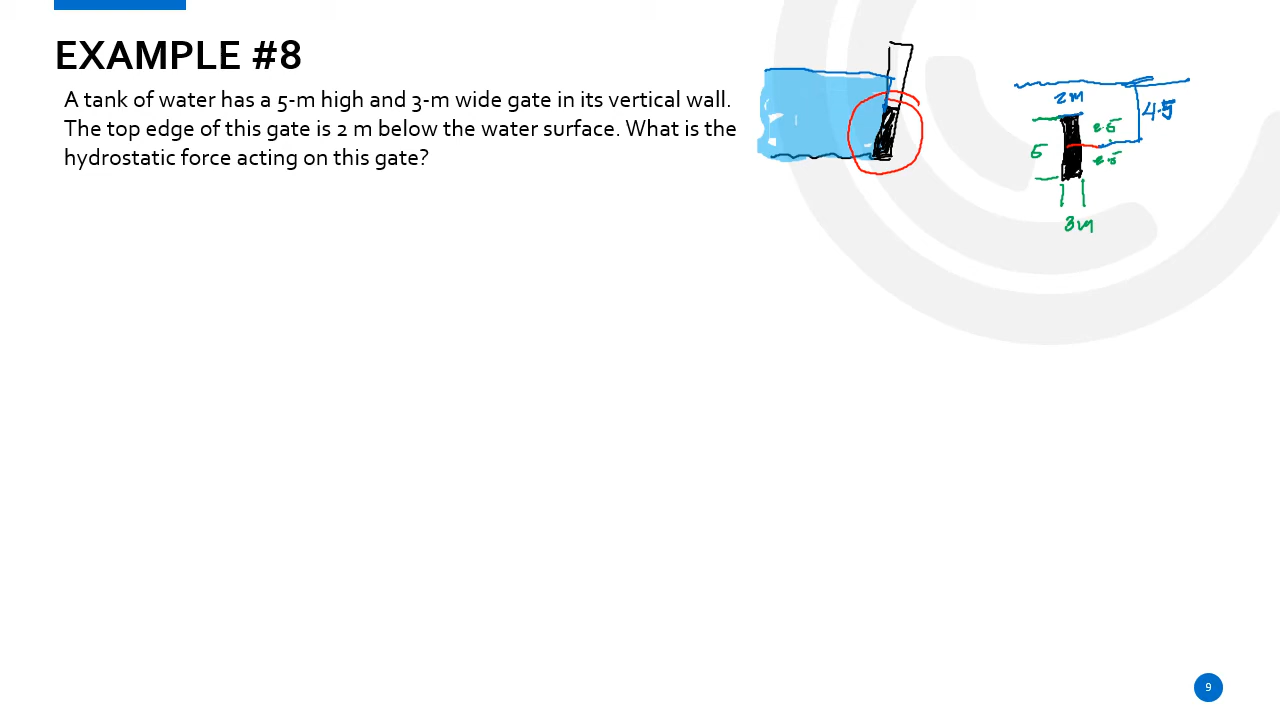 EXAMPLE #8
A tank of water has a 5-m high and 3-m wide gate in its vertical wall.
The top edge of this gate is 2 m below the water surface. What is the
hydrostatic force acting on this gate?
2m
4.5
2.5
5
2.5
3m
9